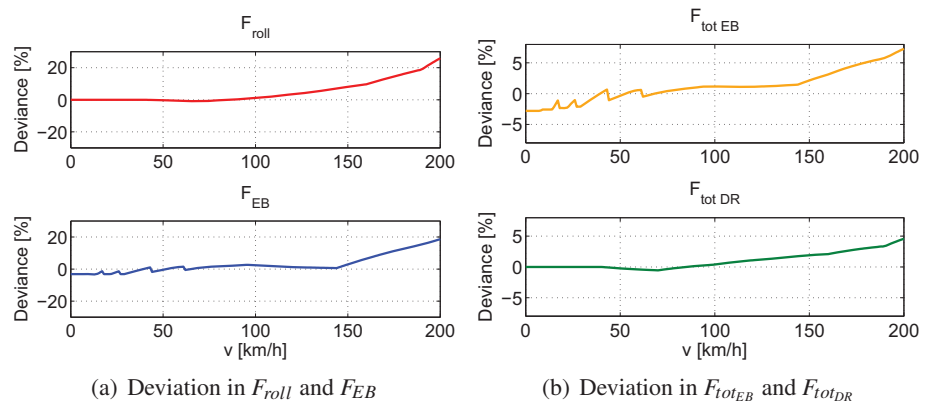 F_roll
Deviance [%]
20
0
−20
0 50 100 150 200
F_EB
Deviance [%]
20
0
−20
0 50 100 150 200
v [km/h]
(a) Deviation in F_roll and F_EB
F_tot EB
Deviance [%]
5
0
−5
0 50 100 150 200
F_tot DR
Deviance [%]
5
0
−5
0 50 100 150 200
v [km/h]
(b) Deviation in F_tot_EB and F_tot_DR